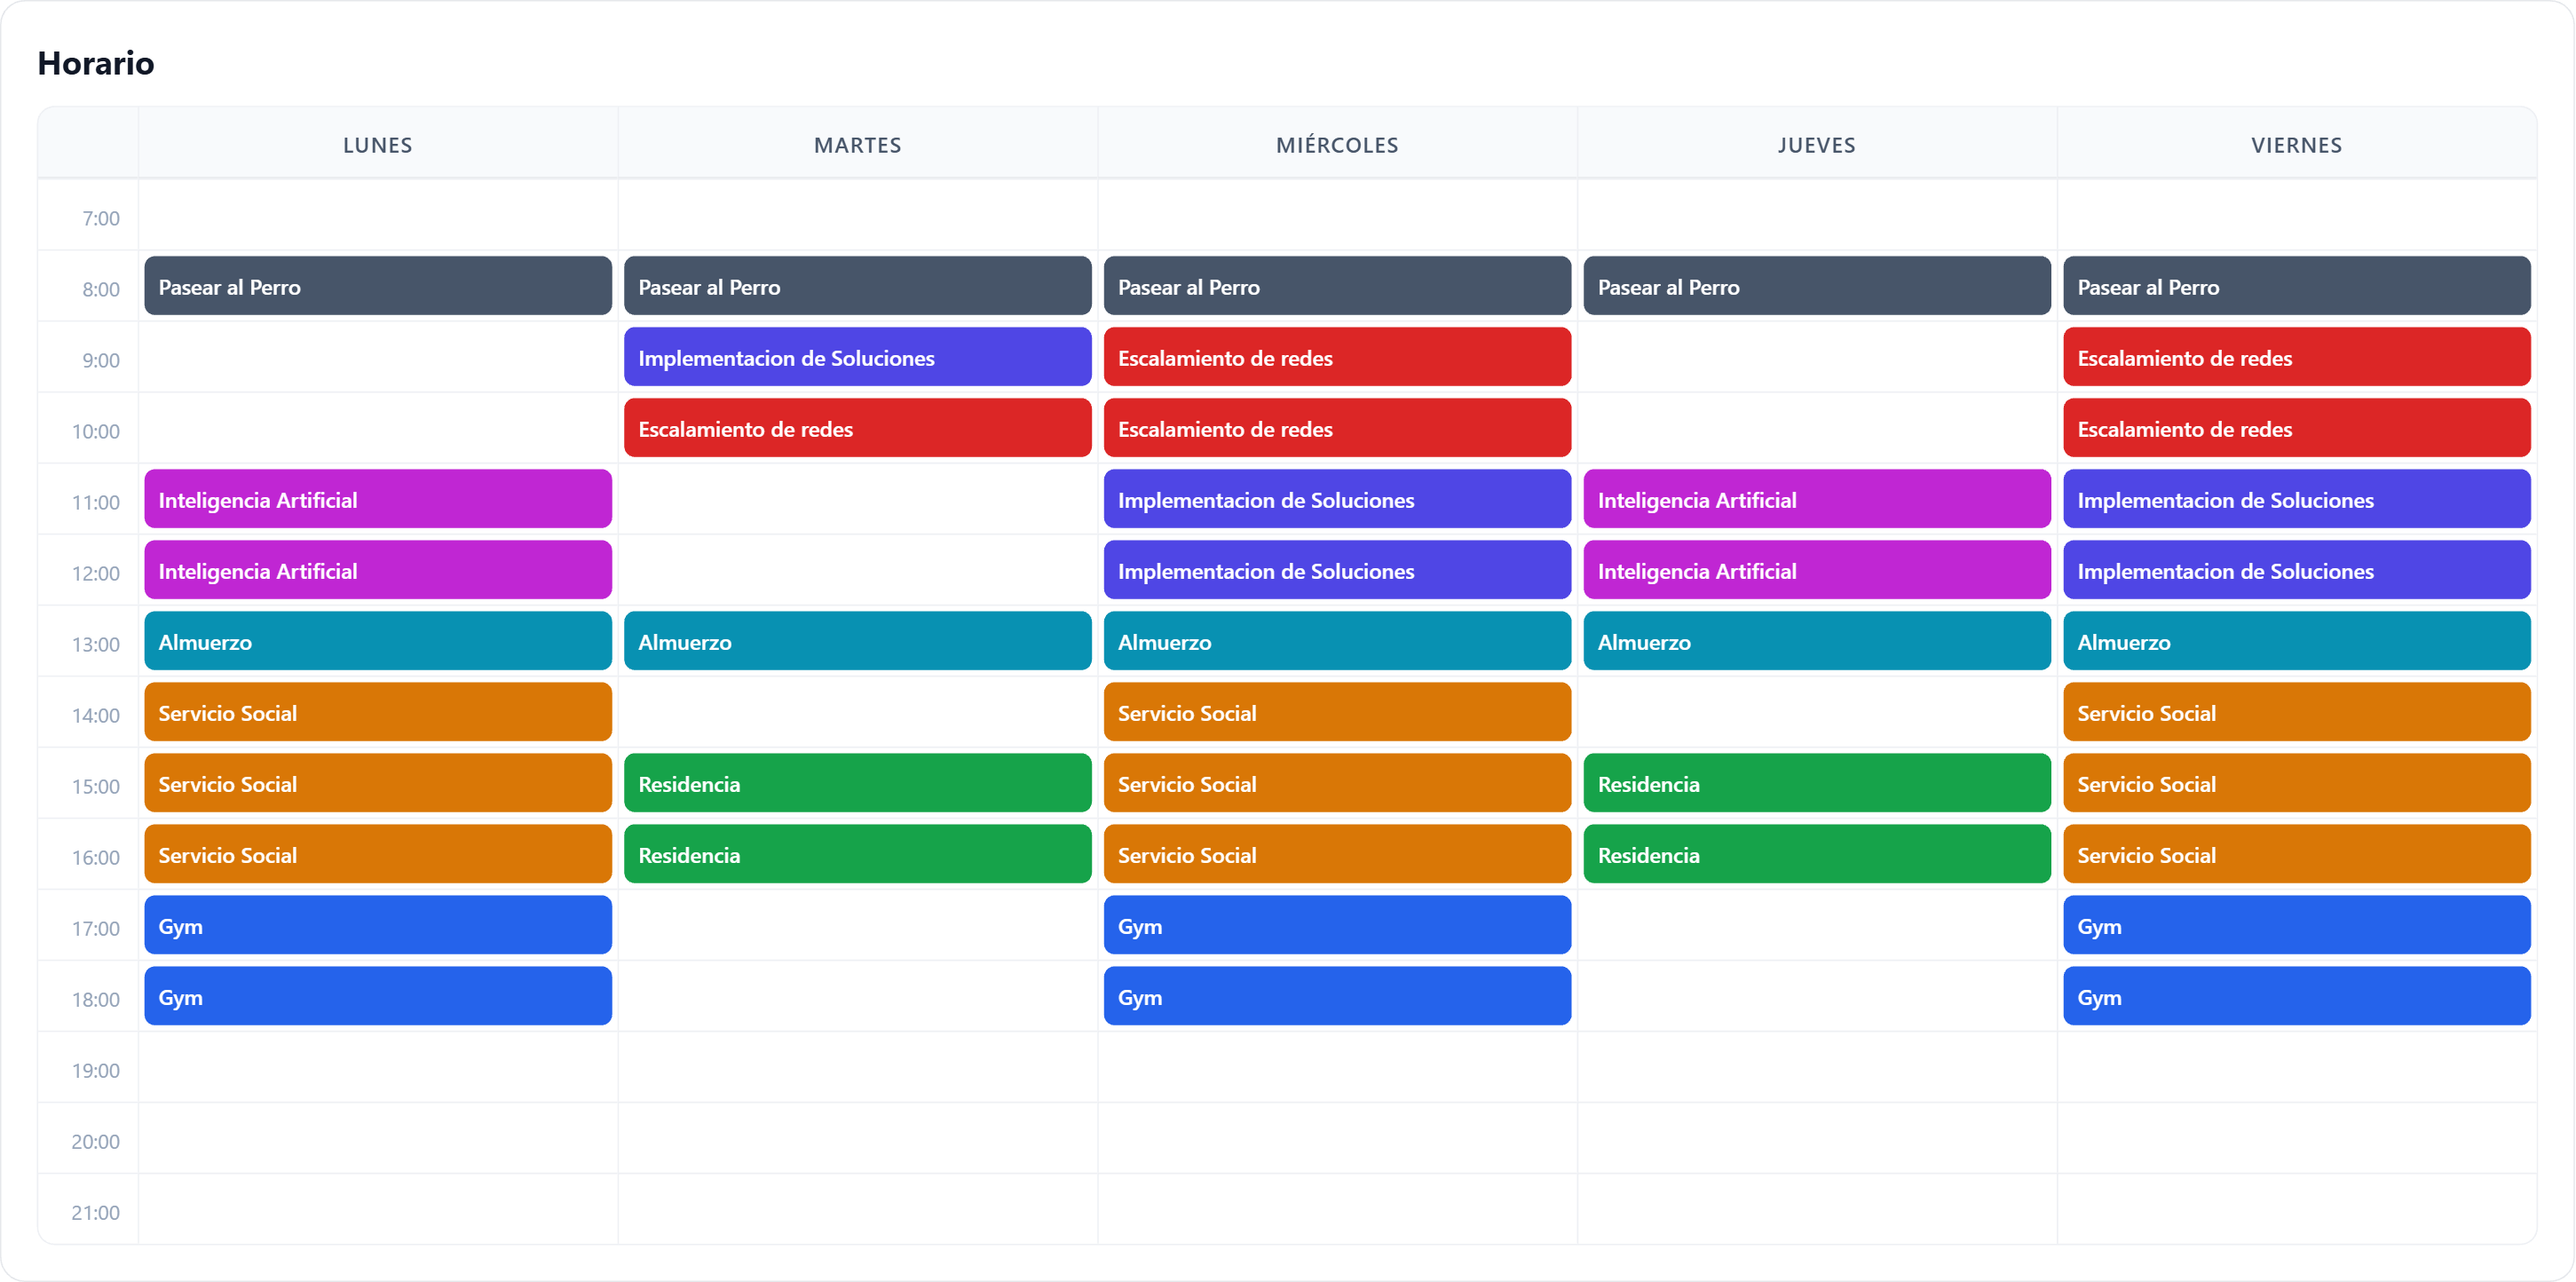 Horario
LUNES MARTES MIÉRCOLES JUEVES VIERNES
7:00
8:00 Pasear al Perro Pasear al Perro Pasear al Perro Pasear al Perro Pasear al Perro
9:00 Implementacion de Soluciones Escalamiento de redes Escalamiento de redes
10:00 Escalamiento de redes Escalamiento de redes Escalamiento de redes
11:00 Inteligencia Artificial Implementacion de Soluciones Inteligencia Artificial Implementacion de Soluciones
12:00 Inteligencia Artificial Implementacion de Soluciones Inteligencia Artificial Implementacion de Soluciones
13:00 Almuerzo Almuerzo Almuerzo Almuerzo Almuerzo
14:00 Servicio Social Servicio Social Servicio Social
15:00 Servicio Social Residencia Servicio Social Residencia Servicio Social
16:00 Servicio Social Residencia Servicio Social Residencia Servicio Social
17:00 Gym Gym Gym
18:00 Gym Gym Gym
19:00
20:00
21:00